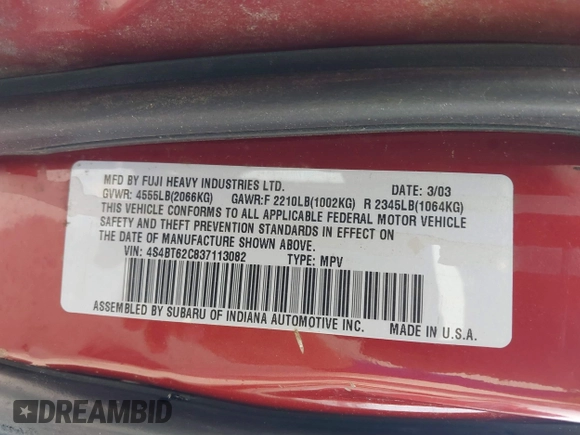 MFD BY FUJI HEAVY INDUSTRIES LTD. DATE: 3/03
GVWR: 4555LB(2066KG) GAWR:F 2210LB(1002KG) R 2345LB(1064KG)
THIS VEHICLE CONFORMS TO ALL APPLICABLE FEDERAL MOTOR VEHICLE
SAFETY AND THEFT PREVENTION STANDARDS IN EFFECT ON
THE DATE OF MANUFACTURE SHOWN ABOVE.
VIN: 4S4BT62C837113082 TYPE: MPV
ASSEMBLED BY SUBARU OF INDIANA AUTOMOTIVE INC. MADE IN U.S.A.
DREAMBID